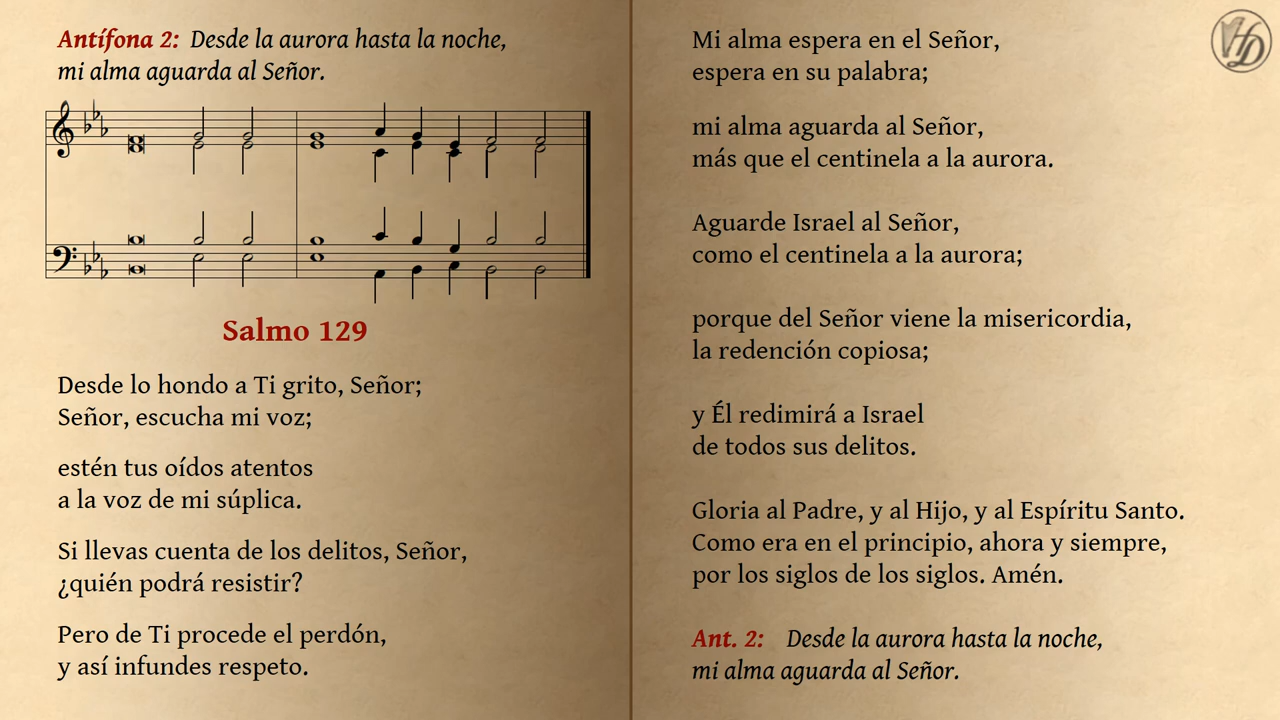 Antífona 2: Desde la aurora hasta la noche,
mi alma aguarda al Señor.
Salmo 129
Desde lo hondo a Ti grito, Señor;
Señor, escucha mi voz;
estén tus oídos atentos
a la voz de mi súplica.
Si llevas cuenta de los delitos, Señor,
¿quién podrá resistir?
Pero de Ti procede el perdón,
y así infundes respeto.
Mi alma espera en el Señor,
espera en su palabra;
mi alma aguarda al Señor,
más que el centinela a la aurora.
Aguarde Israel al Señor,
como el centinela a la aurora;
porque del Señor viene la misericordia,
la redención copiosa;
y Él redimirá a Israel
de todos sus delitos.
Gloria al Padre, y al Hijo, y al Espíritu Santo.
Como era en el principio, ahora y siempre,
por los siglos de los siglos. Amén.
Ant. 2: Desde la aurora hasta la noche,
mi alma aguarda al Señor.